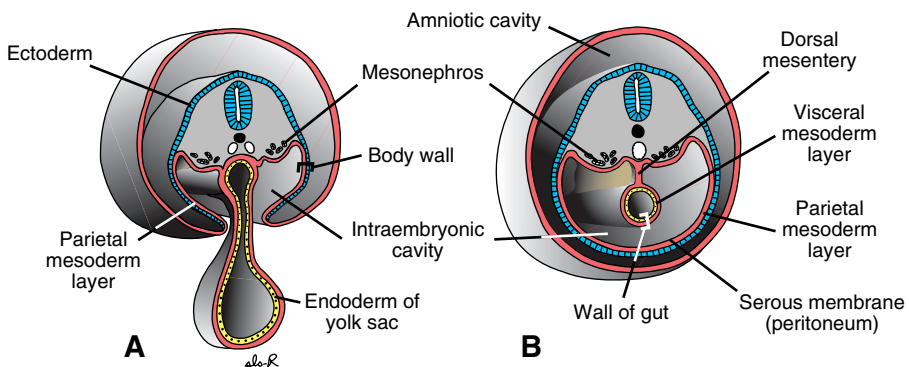 Amniotic cavity
Ectoderm
Dorsal
mesentery
Mesonephros
Visceral
mesoderm
layer
Body wall
Parietal
mesoderm
layer
Intraembryonic
cavity
Parietal
mesoderm
layer
Endoderm of
yolk sac
Wall of gut
Serous membrane
(peritoneum)
A
B